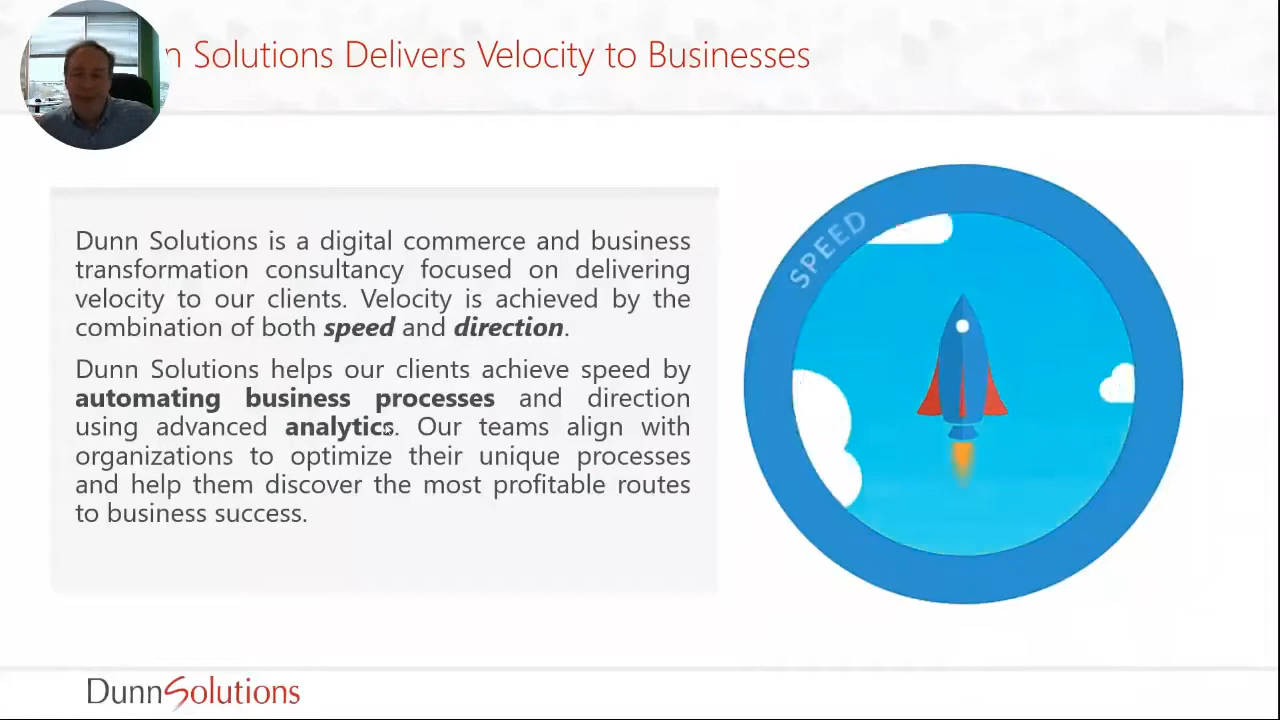 n Solutions Delivers Velocity to Businesses
SPEED
Dunn Solutions is a digital commerce and business
transformation consultancy focused on delivering
velocity to our clients. Velocity is achieved by the
combination of both speed and direction.
Dunn Solutions helps our clients achieve speed by
automating business processes and direction
using advanced analytics. Our teams align with
organizations to optimize their unique processes
and help them discover the most profitable routes
to business success.
DunnSolutions